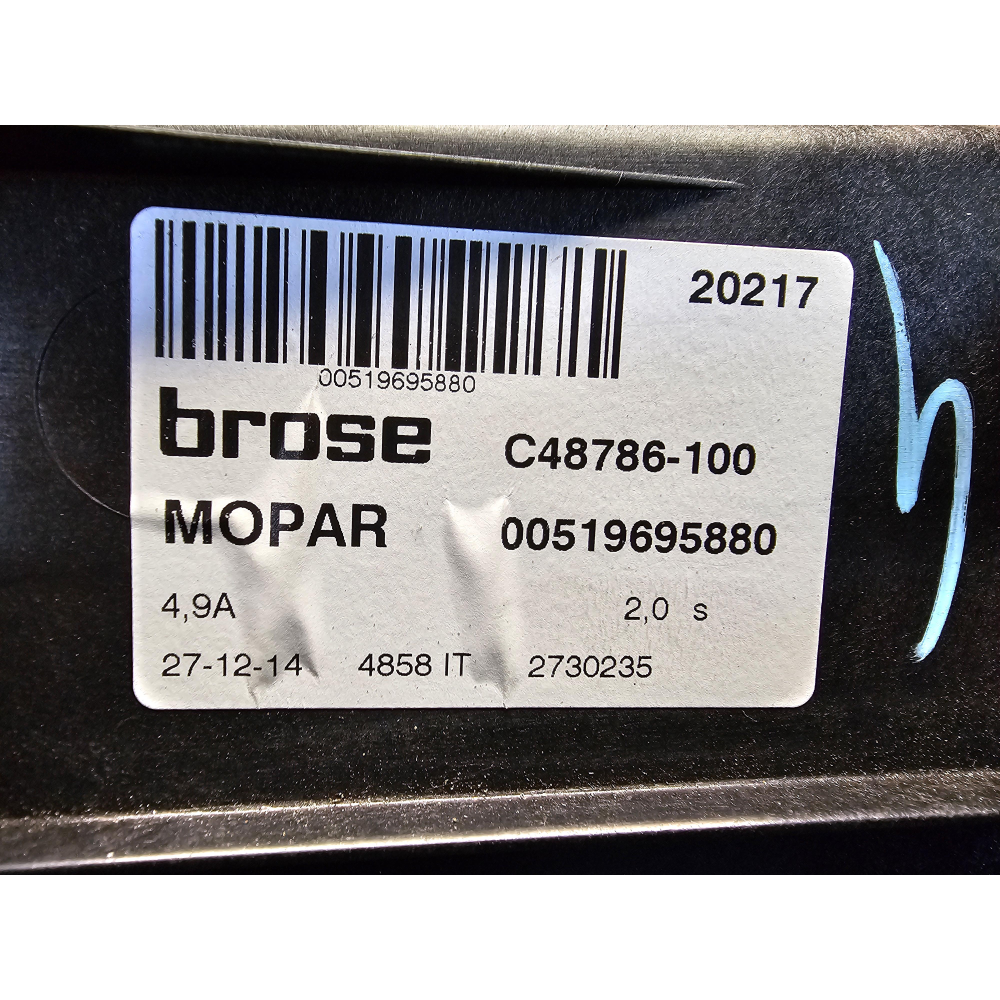 20217
00519695880
brose C48786-100
MOPAR 00519695880
4,9A 2,0 s
27-12-14 4858 IT 2730235